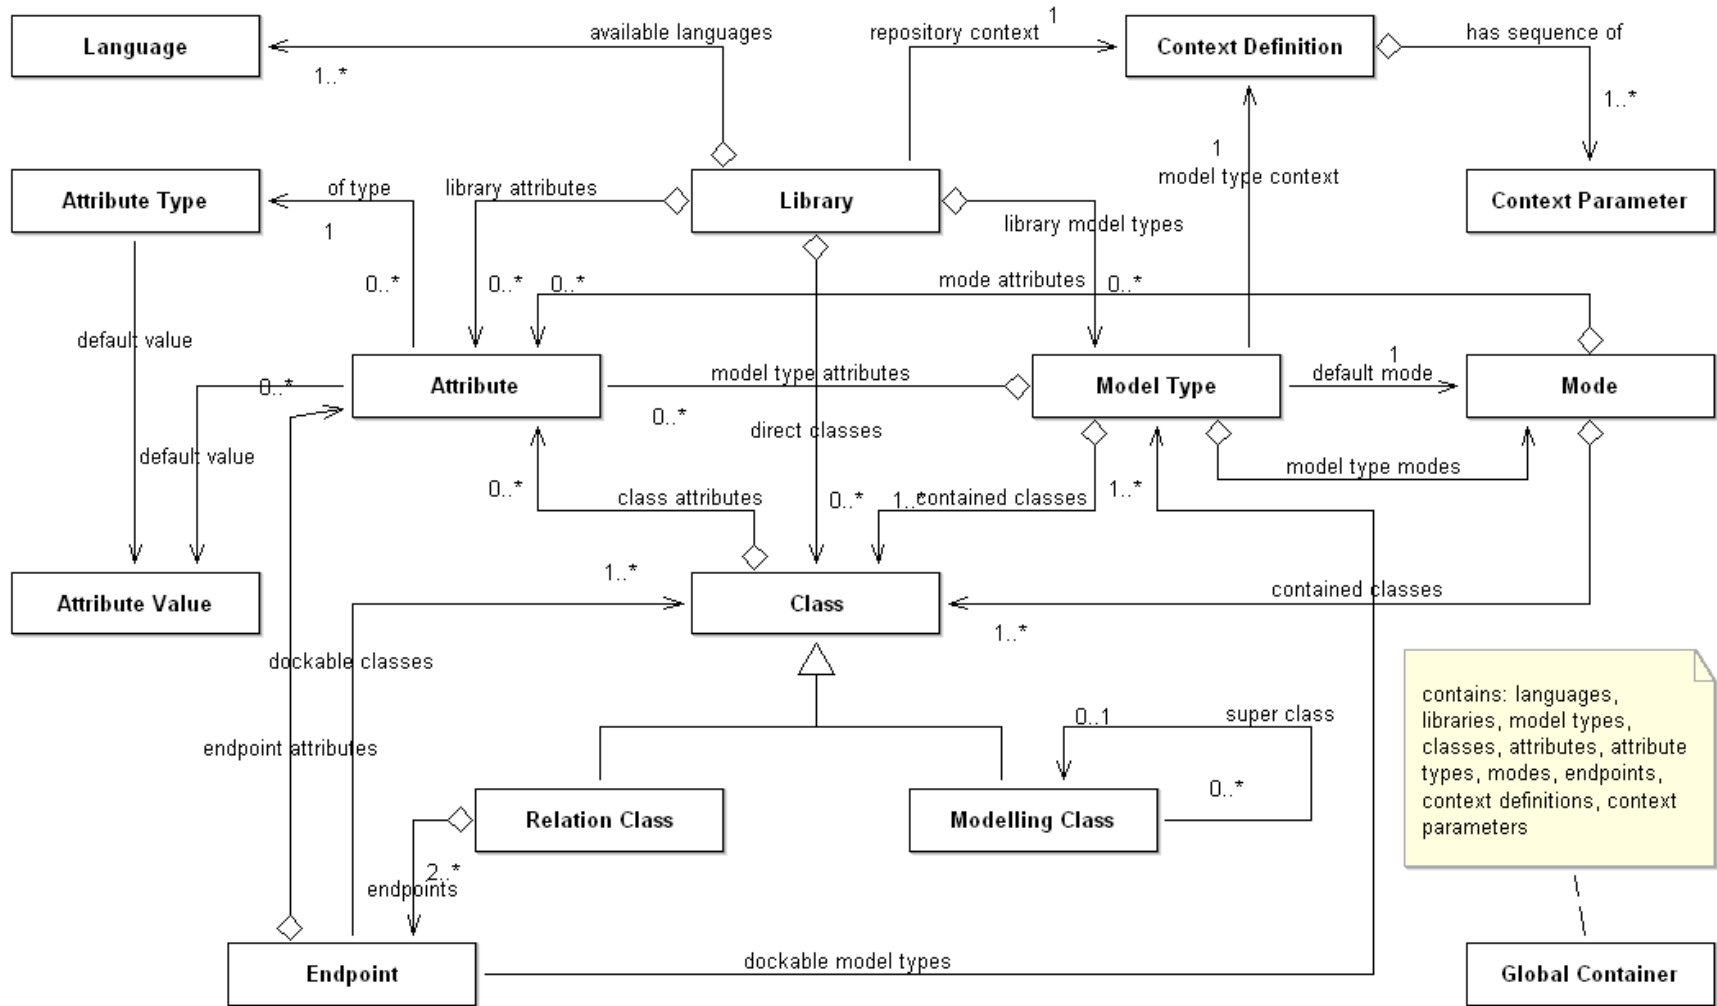 available languages
repository context
1
has sequence of
Language
Context Definition
1..*
1..*
1
model type context
of type
library attributes
Attribute Type
Library
Context Parameter
library model types
1
0..*
0..*
0..*
mode attributes
0..*
default value
model type attributes
1
default mode
0..*
Attribute
Model Type
Mode
0..*
direct classes
default value
model type modes
0..*
class attributes
0..*
1..*
contained classes
1..*
1..*
contained classes
Attribute Value
Class
1..*
dockable classes
contains: languages,
libraries, model types,
classes, attributes, attribute
types, modes, endpoints,
context definitions, context
parameters
0..1
super class
endpoint attributes
0..*
Relation Class
Modelling Class
2..*
endpoints
dockable model types
Endpoint
Global Container